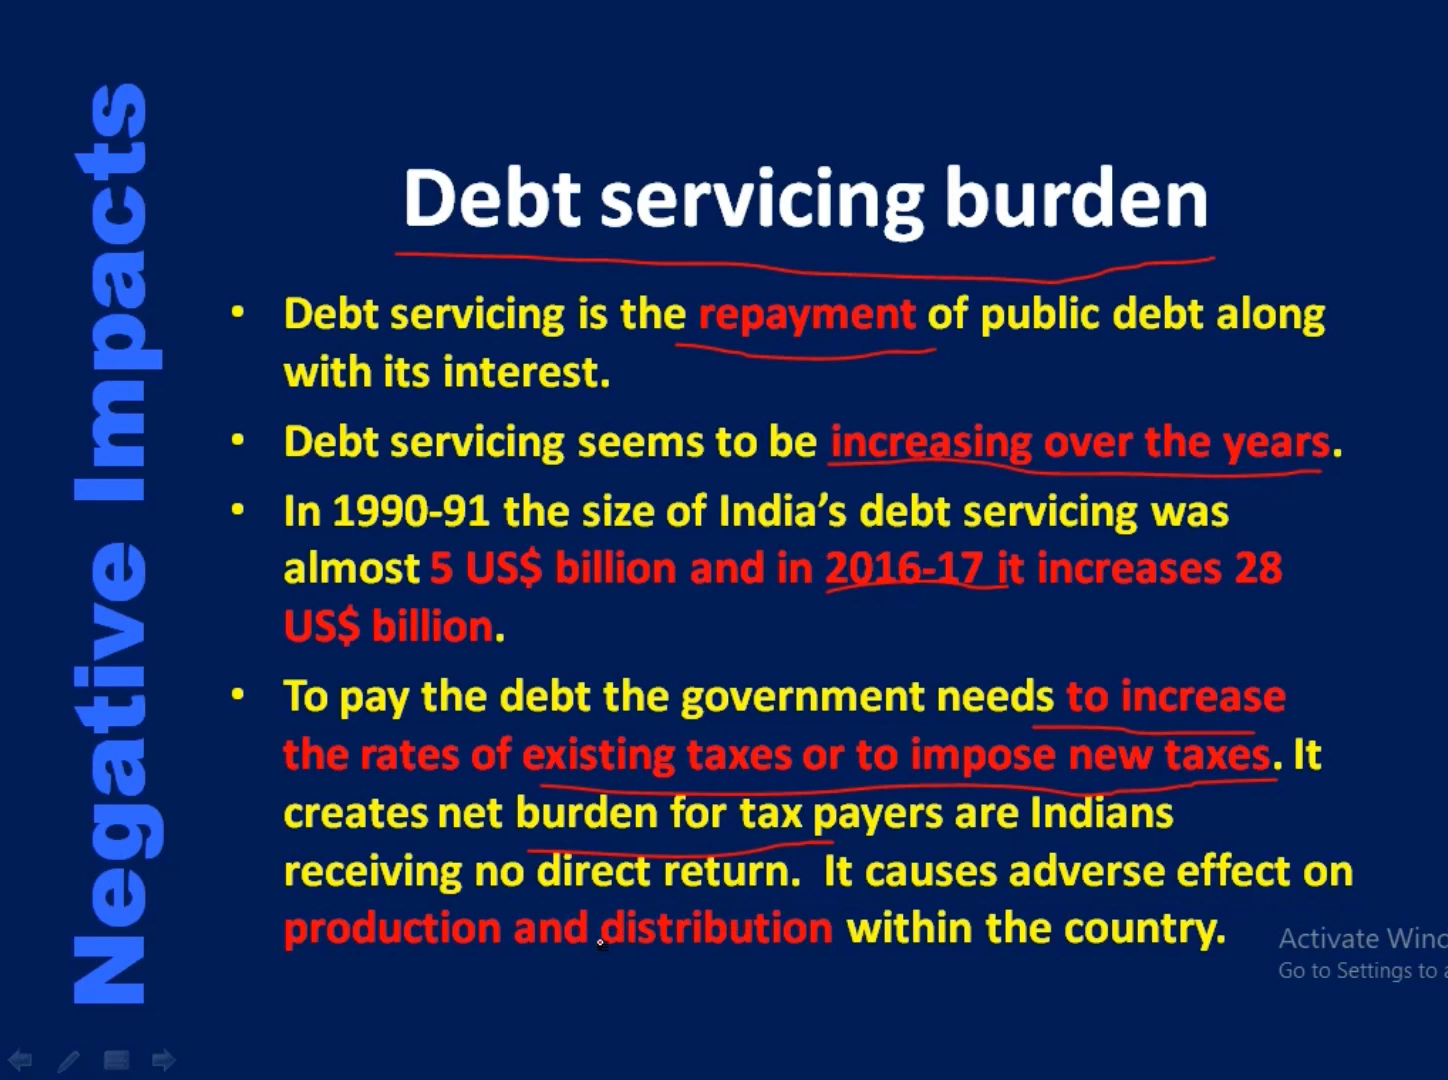 Negative Impacts
Debt servicing burden
• Debt servicing is the repayment of public debt along
with its interest.
• Debt servicing seems to be increasing over the years.
• In 1990-91 the size of India’s debt servicing was
almost 5 US$ billion and in 2016-17 it increases 28
US$ billion.
• To pay the debt the government needs to increase
the rates of existing taxes or to impose new taxes. It
creates net burden for tax payers are Indians
receiving no direct return.  It causes adverse effect on
production and distribution within the country.
Activate Winc
Go to Settings to a